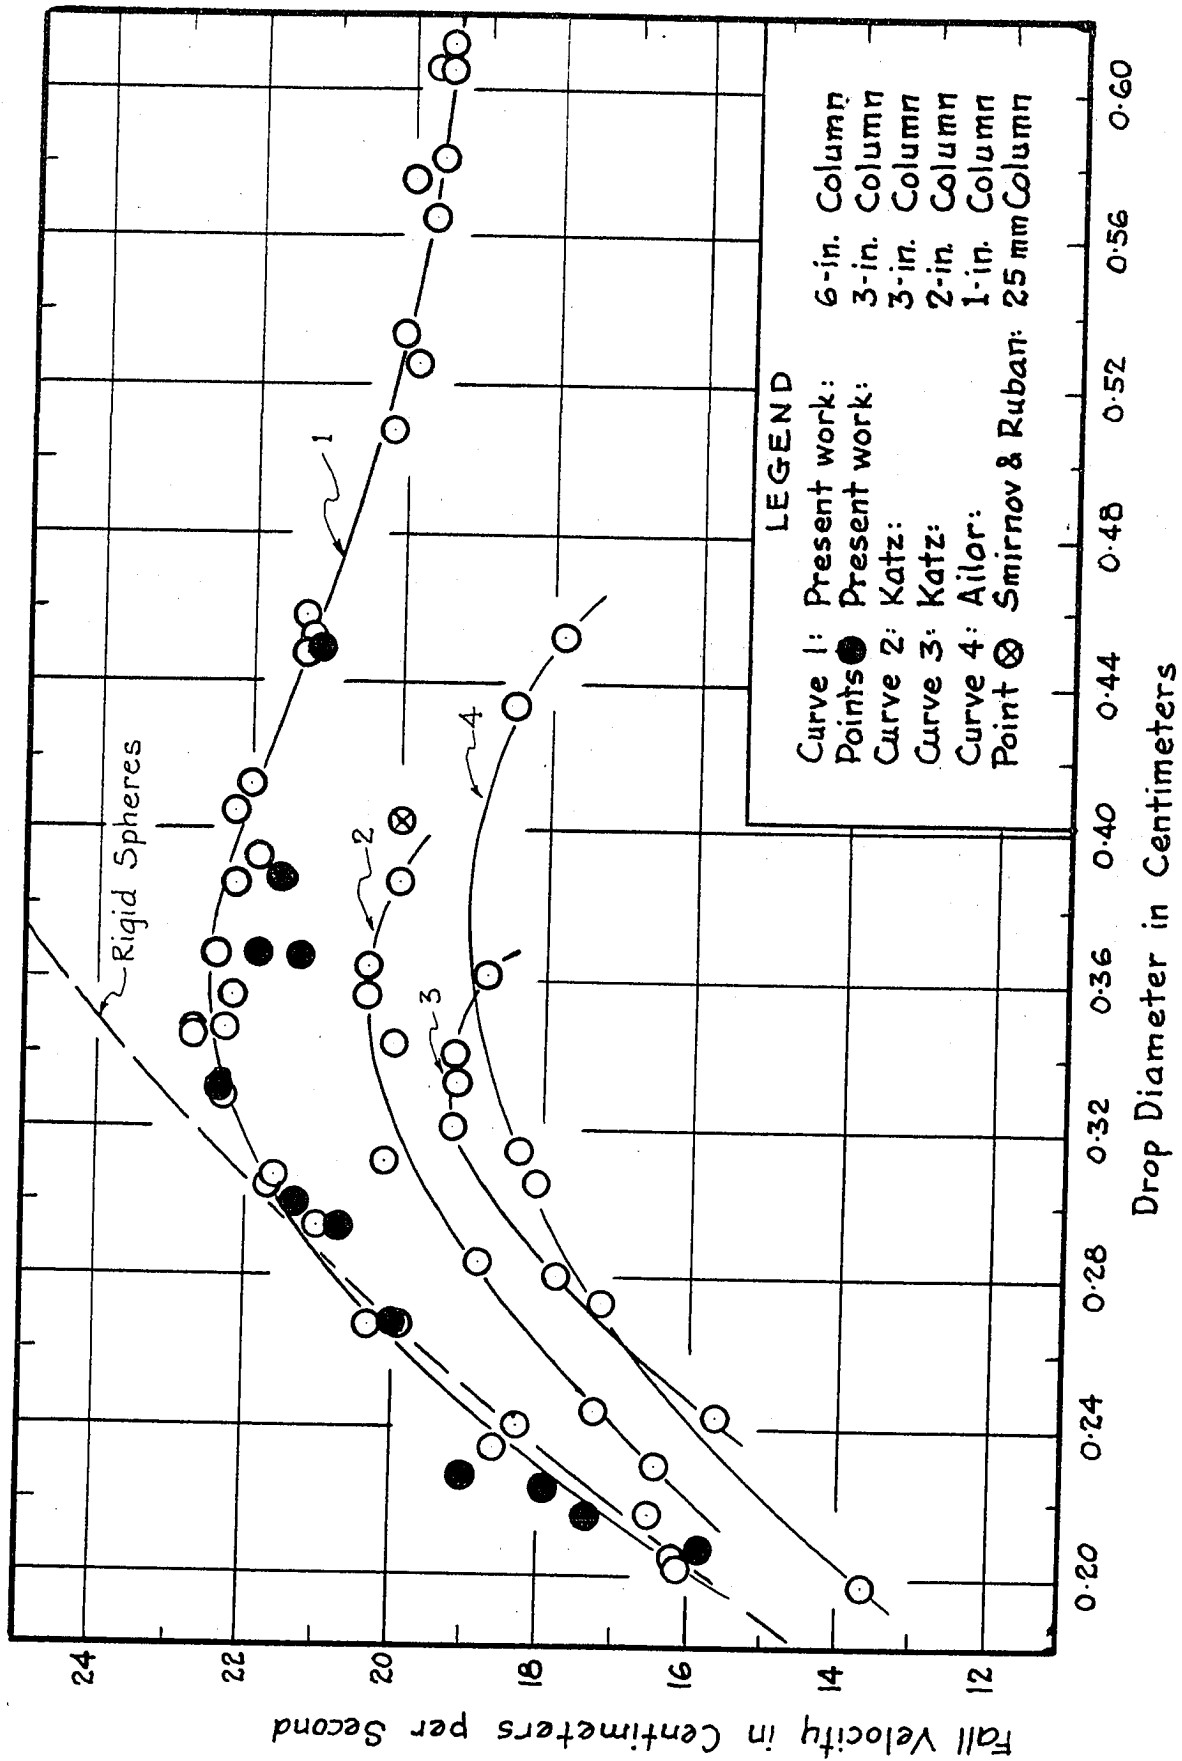 Fall Velocity in Centimeters per Second
24
22
20
18
16
14
12
Rigid Spheres
1
2
3
4
LEGEND
Curve 1: Present work: 6-in. Column
Points Present work: 3-in. Column
Curve 2: Katz: 3-in. Column
Curve 3: Katz: 2-in. Column
Curve 4: Ailor: 1-in. Column
Point ⊗ Smirnov & Ruban: 25 mm Column
0.20
0.24
0.28
0.32
0.36
0.40
0.44
0.48
0.52
0.56
0.60
Drop Diameter in Centimeters